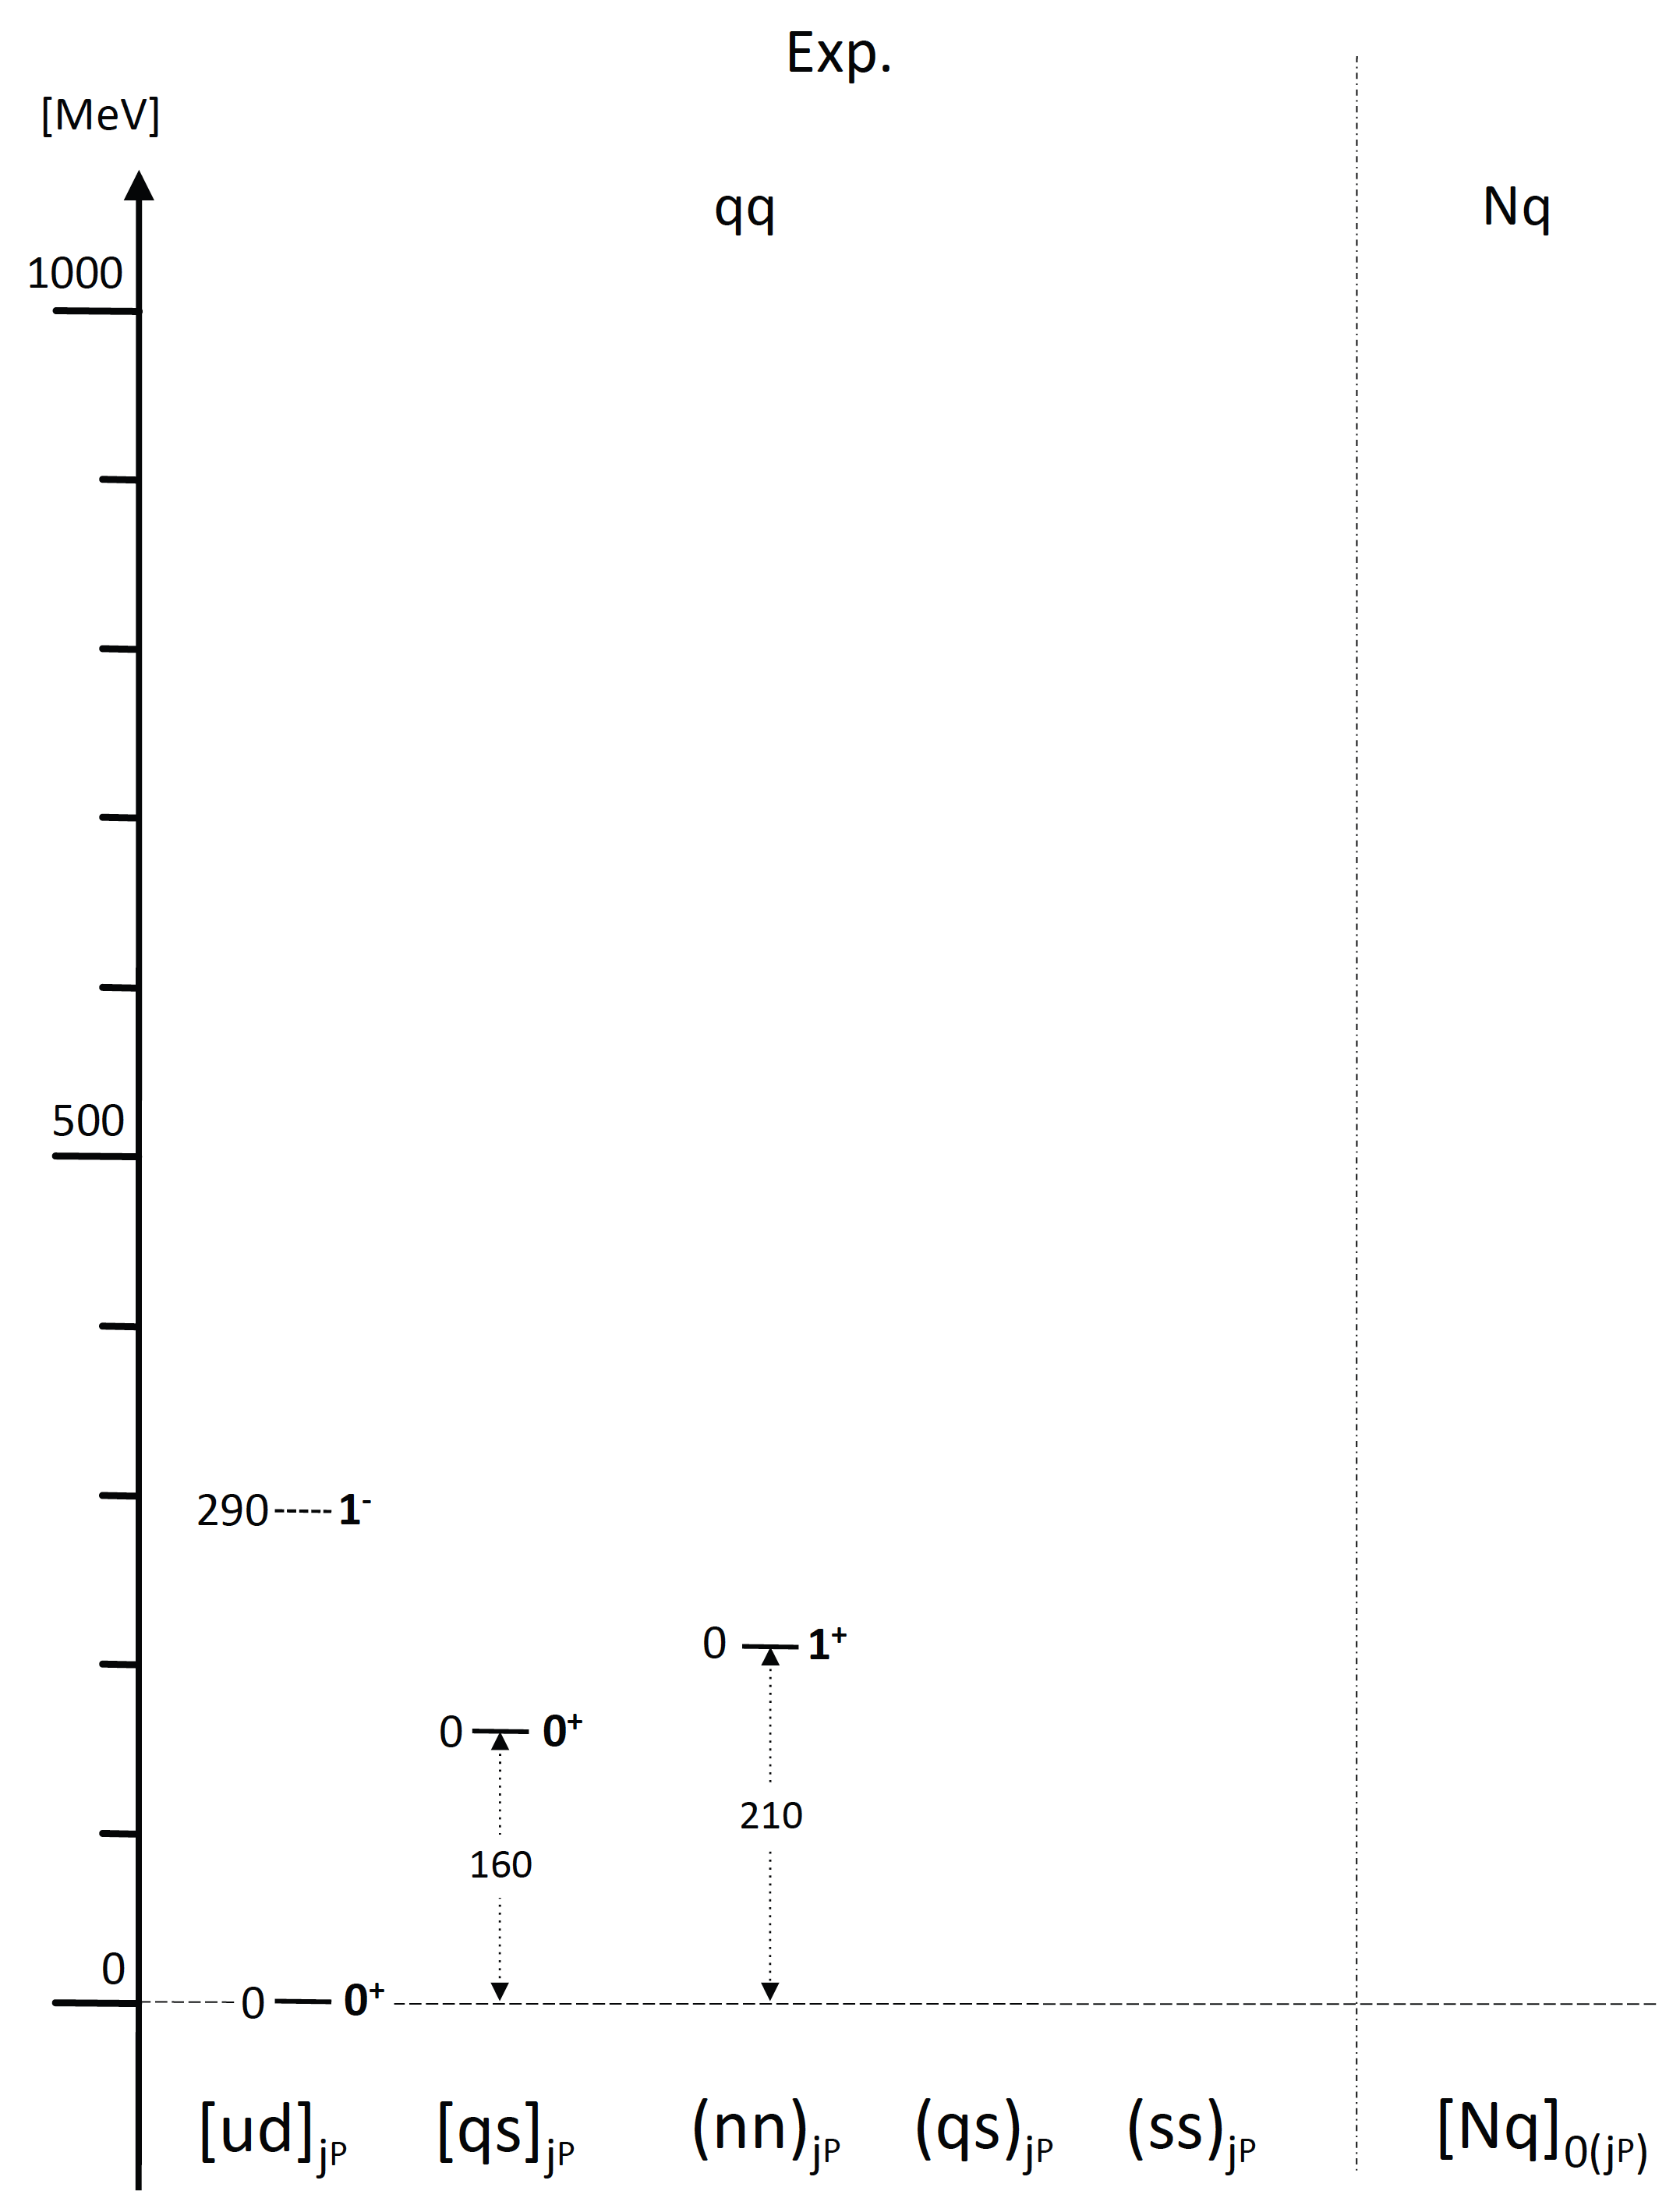 Exp.
[MeV]
qq Nq
1000
500
290 1-
0 1+
0 0+
210
160
0
0 0+
[ud]jP [qs]jP (nn)jP (qs)jP (ss)jP [Nq]0(jP)